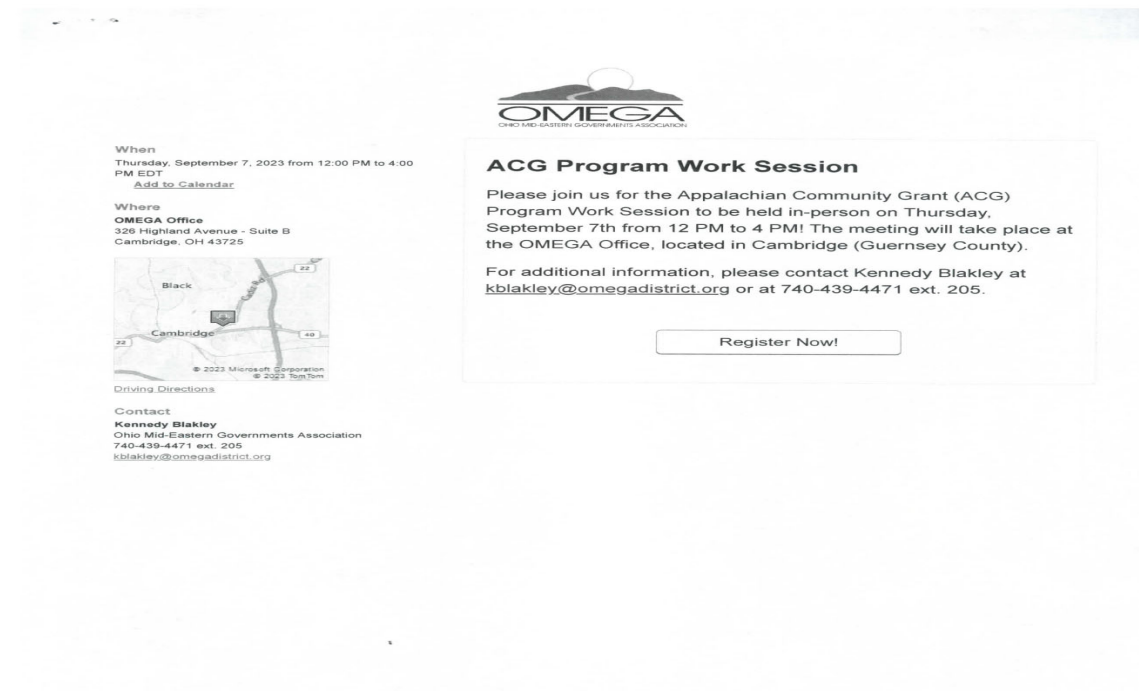 OMEGA
OHIO MID-EASTERN GOVERNMENTS ASSOCIATION
When
Thursday, September 7, 2023 from 12:00 PM to 4:00
PM EDT
Add to Calendar
Where
OMEGA Office
326 Highland Avenue - Suite B
Cambridge, OH 43725
22
Black
Cadiz Rd
Cambridge
22
40
© 2023 Microsoft Corporation
© 2023 TomTom
Driving Directions
Contact
Kennedy Blakley
Ohio Mid-Eastern Governments Association
740-439-4471 ext. 205
kblakley@omegadistrict.org
ACG Program Work Session
Please join us for the Appalachian Community Grant (ACG)
Program Work Session to be held in-person on Thursday,
September 7th from 12 PM to 4 PM! The meeting will take place at
the OMEGA Office, located in Cambridge (Guernsey County).
For additional information, please contact Kennedy Blakley at
kblakley@omegadistrict.org or at 740-439-4471 ext. 205.
Register Now!